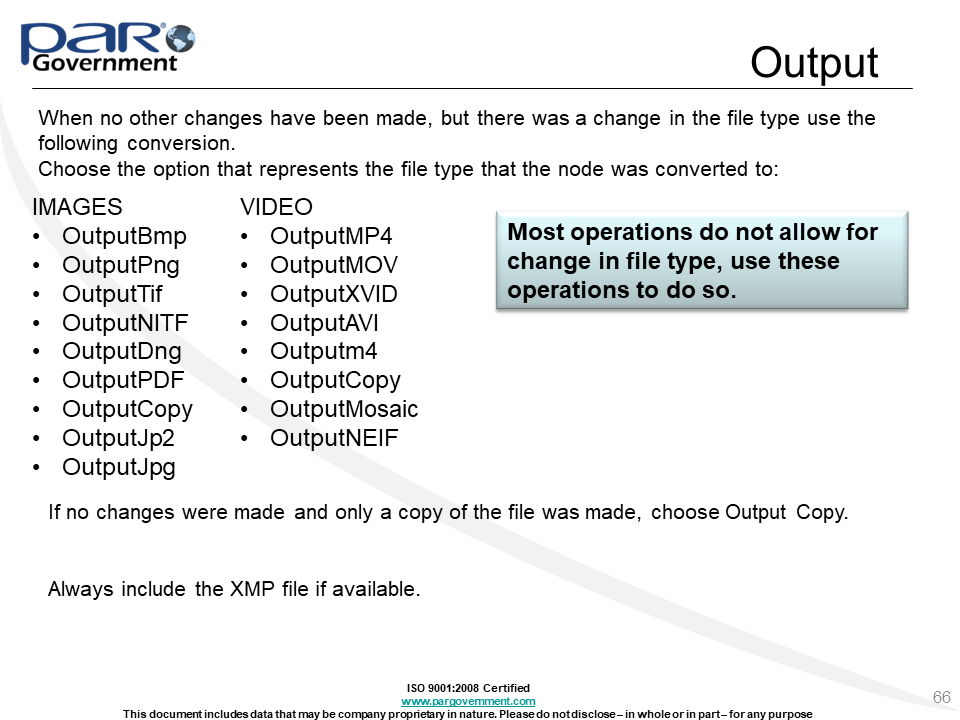 PAR® Government
Output
When no other changes have been made, but there was a change in the file type use the
following conversion.
Choose the option that represents the file type that the node was converted to:
IMAGES
• OutputBmp
• OutputPng
• OutputTif
• OutputNITF
• OutputDng
• OutputPDF
• OutputCopy
• OutputJp2
• OutputJpg
VIDEO
• OutputMP4
• OutputMOV
• OutputXVID
• OutputAVI
• Outputm4
• OutputCopy
• OutputMosaic
• OutputNEIF
Most operations do not allow for
change in file type, use these
operations to do so.
If no changes were made and only a copy of the file was made, choose Output Copy.
Always include the XMP file if available.
ISO 9001:2008 Certified
www.pargovernment.com
This document includes data that may be company proprietary in nature. Please do not disclose – in whole or in part – for any purpose
66